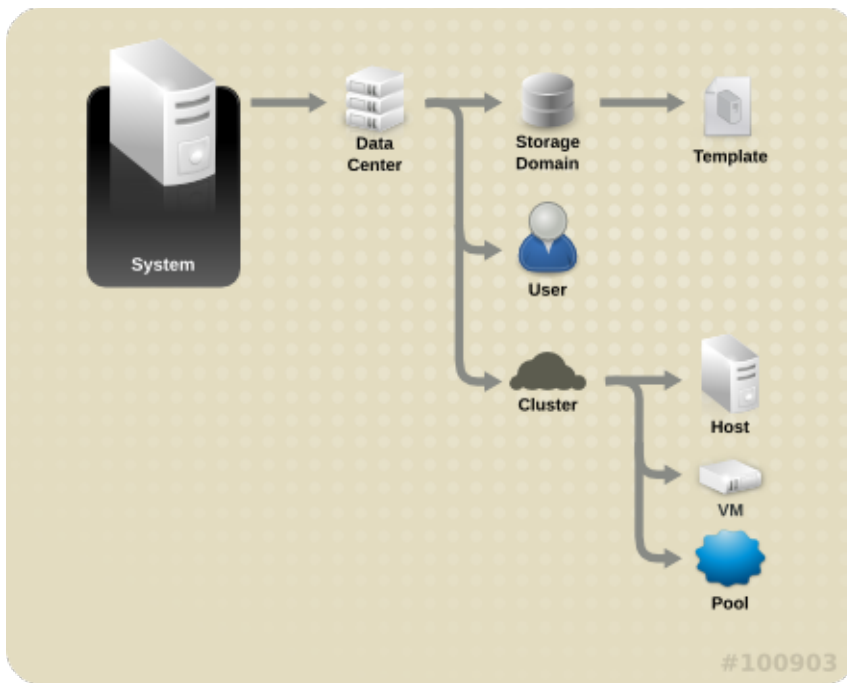 System
Data
Center
Storage
Domain
Template
User
Cluster
Host
VM
Pool
#100903